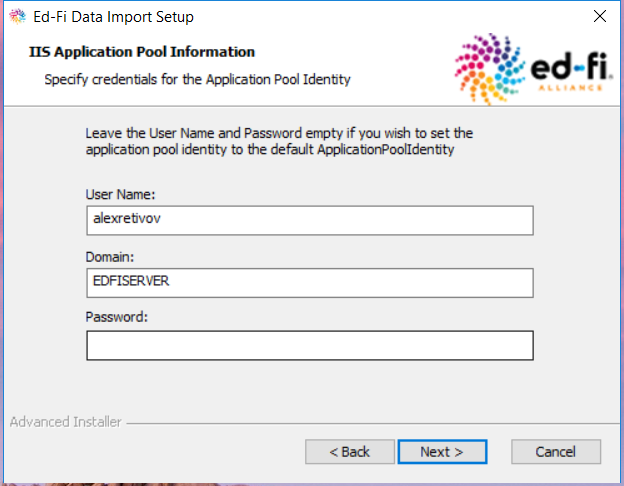 Ed-Fi Data Import Setup
IIS Application Pool Information
Specify credentials for the Application Pool Identity
ed-fi.
ALLIANCE
Leave the User Name and Password empty if you wish to set the
application pool identity to the default ApplicationPoolIdentity
User Name:
alexretivov
Domain:
EDFISERVER
Password:
Advanced Installer
< Back
Next >
Cancel